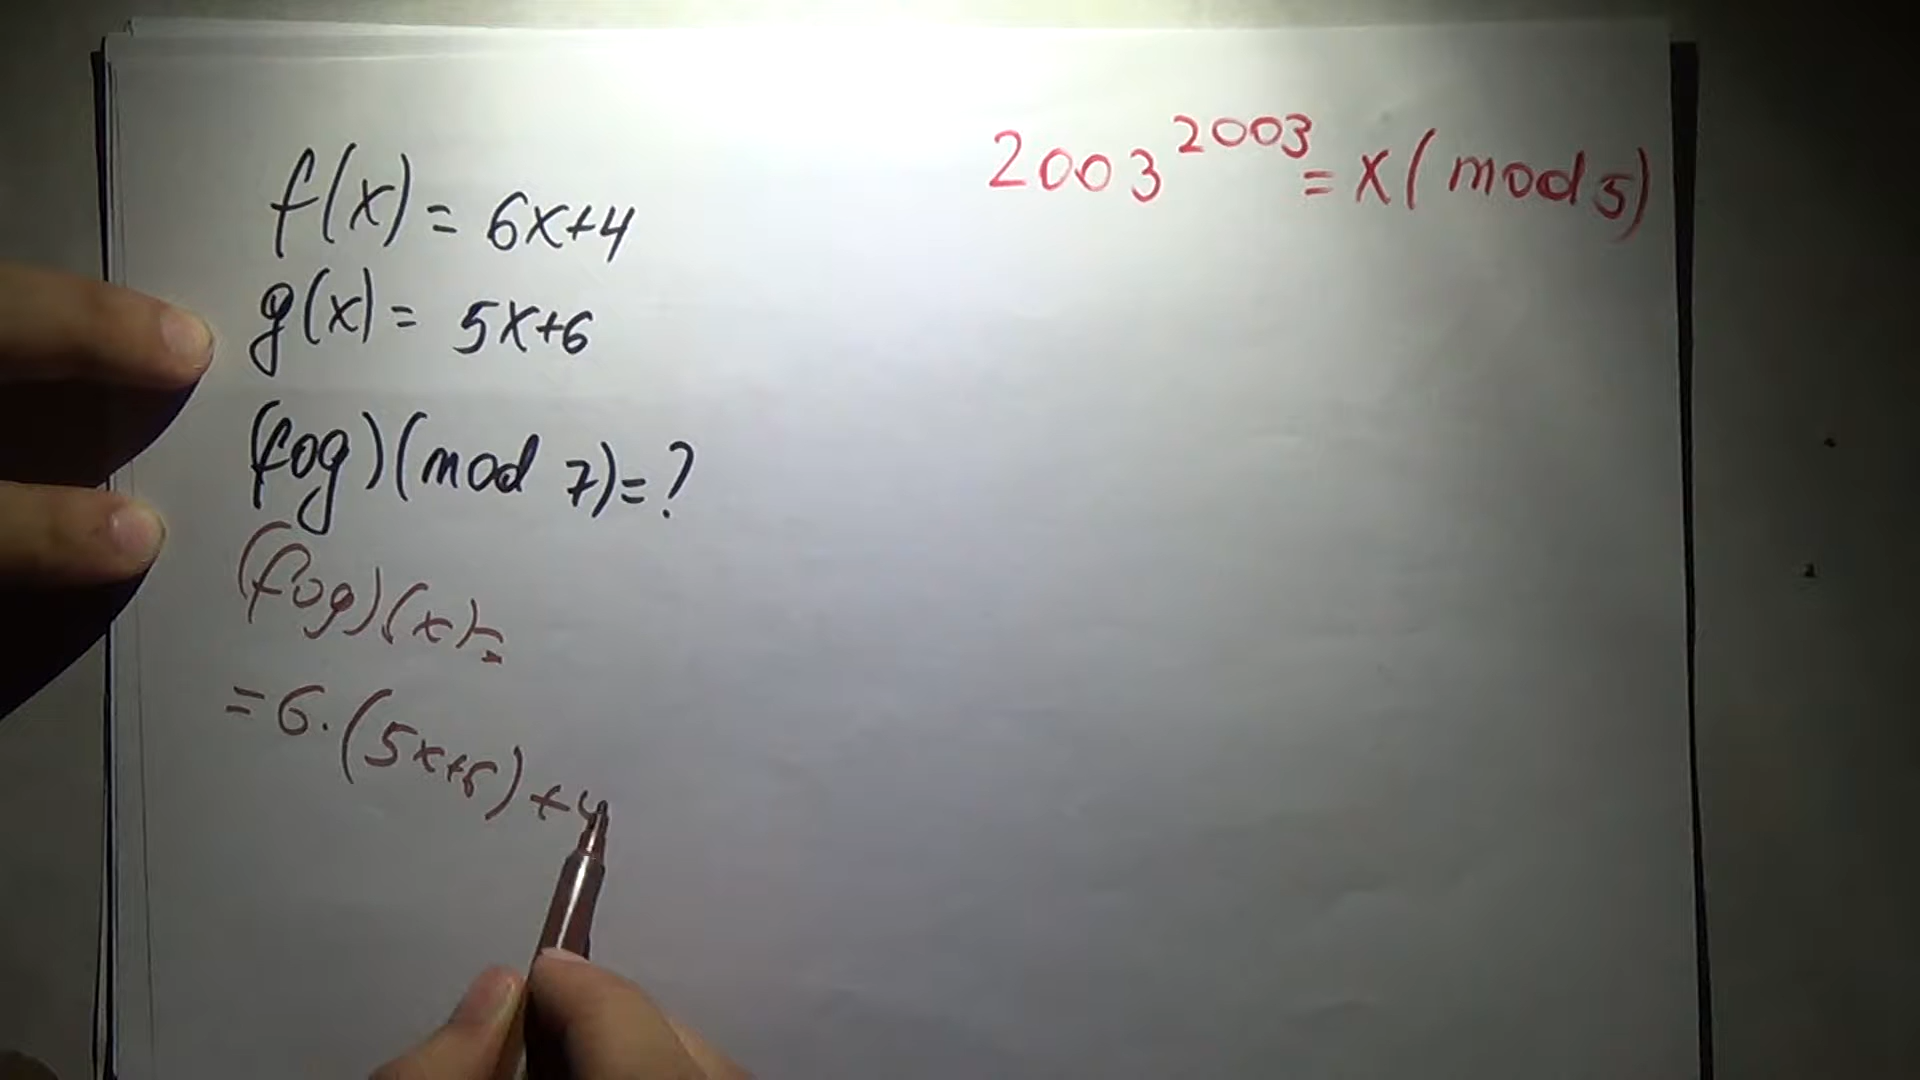 f(x) = 6x+4
g(x) = 5x+6
(fog)(mod 7)=?
(fog)(x)=
= 6.(5x+6)+4
2003^2003 = x (mod 5)